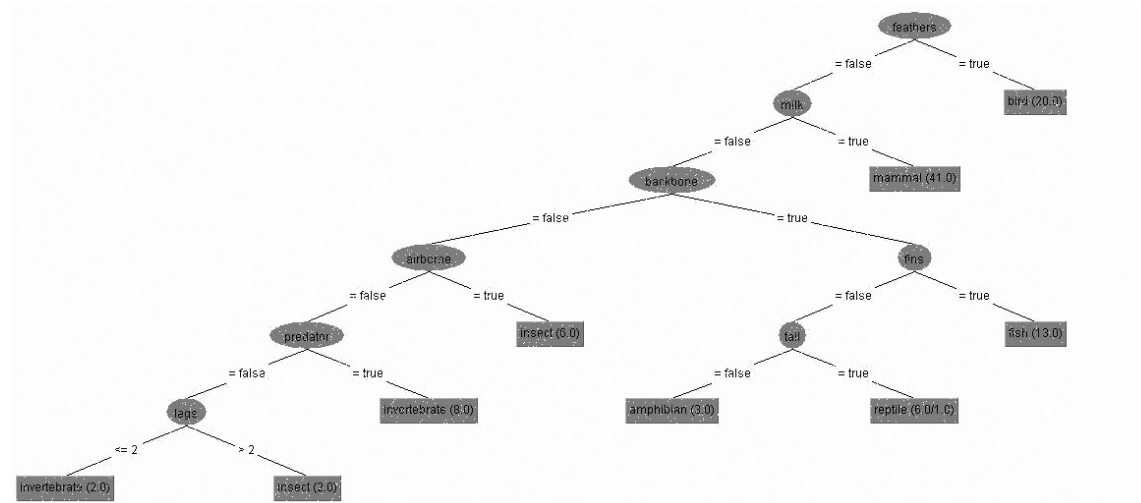 feathers
= false
= true
milk
bird (20.0)
= false
= true
backbone
mammal (41.0)
= false
= true
airborne
fins
= false
= true
= false
= true
predator
insect (6.0)
tail
fish (13.0)
= false
= true
= false
= true
legs
invertebrate (8.0)
amphibian (3.0)
reptile (6.0/1.0)
<= 2
> 2
invertebrate (2.0)
insect (2.0)